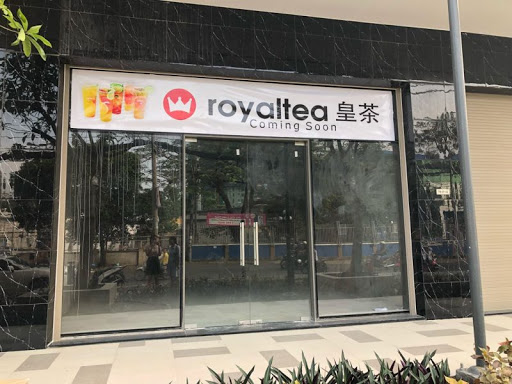 royaltea 皇茶
Coming Soon